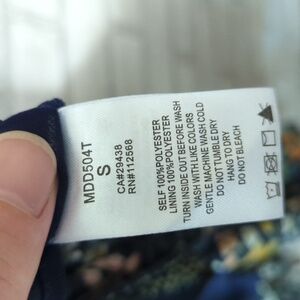 MDD504T
S
CA#29438
RN#112568
SELF 100%POLYESTER
LINING 100%POLYESTER
TURN INSIDE OUT BEFORE WASH
WASH WITH LIKE COLORS
GENTLE MACHINE WASH COLD
DO NOT TUMBLE DRY
HANG TO DRY
DO NOT BLEACH